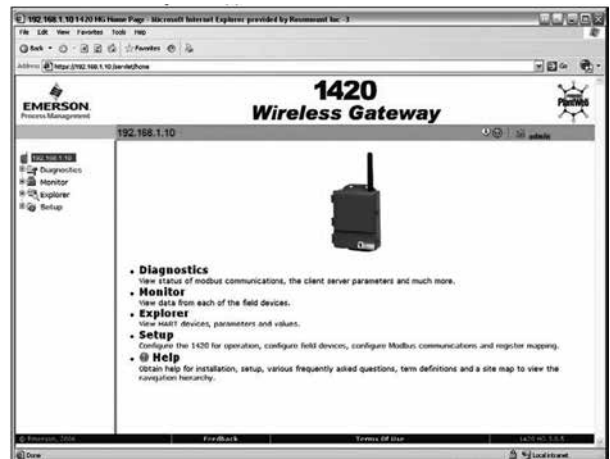 192.168.1.10 1420 HG Home Page - Microsoft Internet Explorer provided by Rosemount Inc -3
File Edit View Favorites Tools Help
Back
Favorites
Address
https://192.168.1.10/servlet/home
Go
EMERSON
Process Management
1420
Wireless Gateway
PlantWeb
192.168.1.10
admin
192.168.1.10
Diagnostics
Monitor
Explorer
Setup
• Diagnostics
View status of modbus communications, the client server parameters and much more.
• Monitor
View data from each of the field devices.
• Explorer
View HART devices, parameters and values.
• Setup
Configure the 1420 for operation, configure field devices, configure Modbus communications and register mapping.
• Help
Obtain help for installation, setup, various frequently asked questions, term definitions and a site map to view the
navigation hierarchy.
© Emerson, 2006
Feedback
Terms Of Use
Done
Local intranet